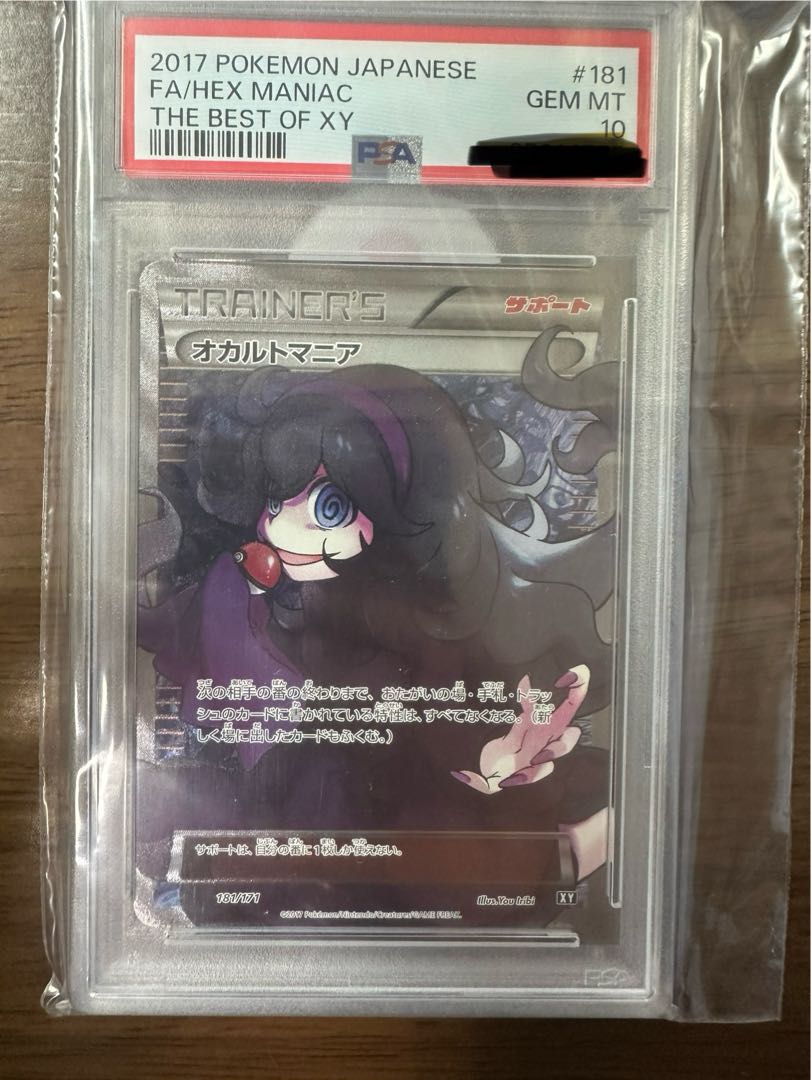 2017 POKEMON JAPANESE #181
FA/HEX MANIAC GEM MT
THE BEST OF XY 10
PSA
TRAINER'S サポート
オカルトマニア
次の相手の番の終わりまで、おたがいの場・手札・トラッ
シュのカードに書かれている特性は、すべてなくなる。（新
しく場に出したカードもふくむ。）
サポートは、自分の番に1枚しか使えない。
181/171 Illus. You Iribi XY
©2017 Pokémon/Nintendo/Creatures/GAME FREAK.
PSA